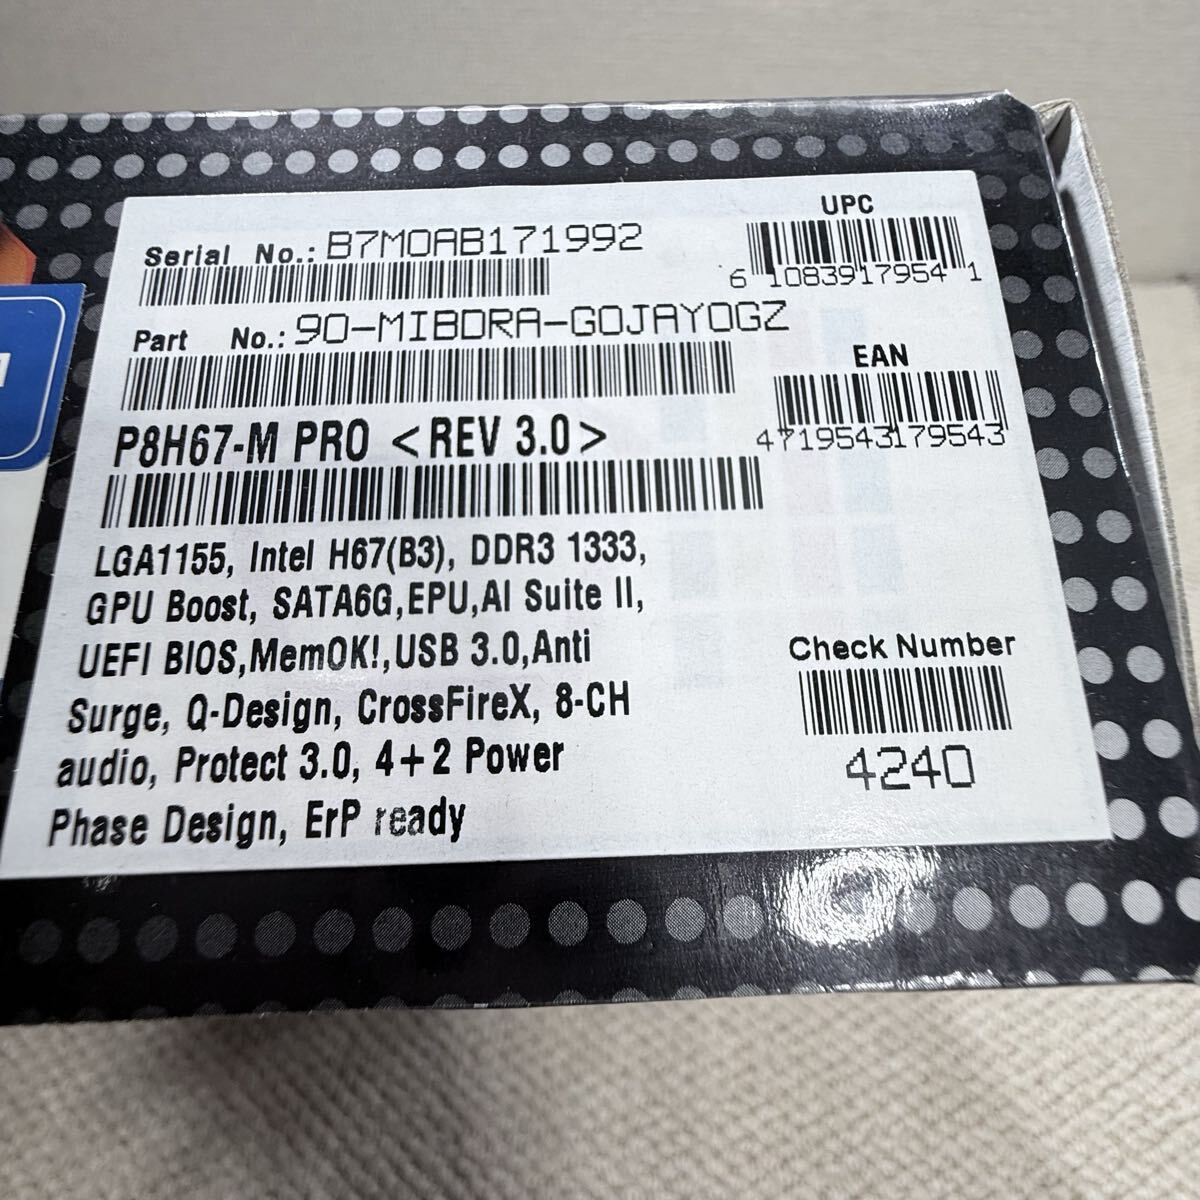 Serial No.: B7M0AB171992
UPC
6 10839 17954 1
Part No.: 90-MIBDRA-G0JAY0GZ
EAN
4719543179543
P8H67-M PRO <REV 3.0>
LGA1155, Intel H67(B3), DDR3 1333,
GPU Boost, SATA6G,EPU,AI Suite II,
UEFI BIOS,MemOK!,USB 3.0,Anti
Surge, Q-Design, CrossFireX, 8-CH
audio, Protect 3.0, 4+2 Power
Phase Design, ErP ready
Check Number
4240